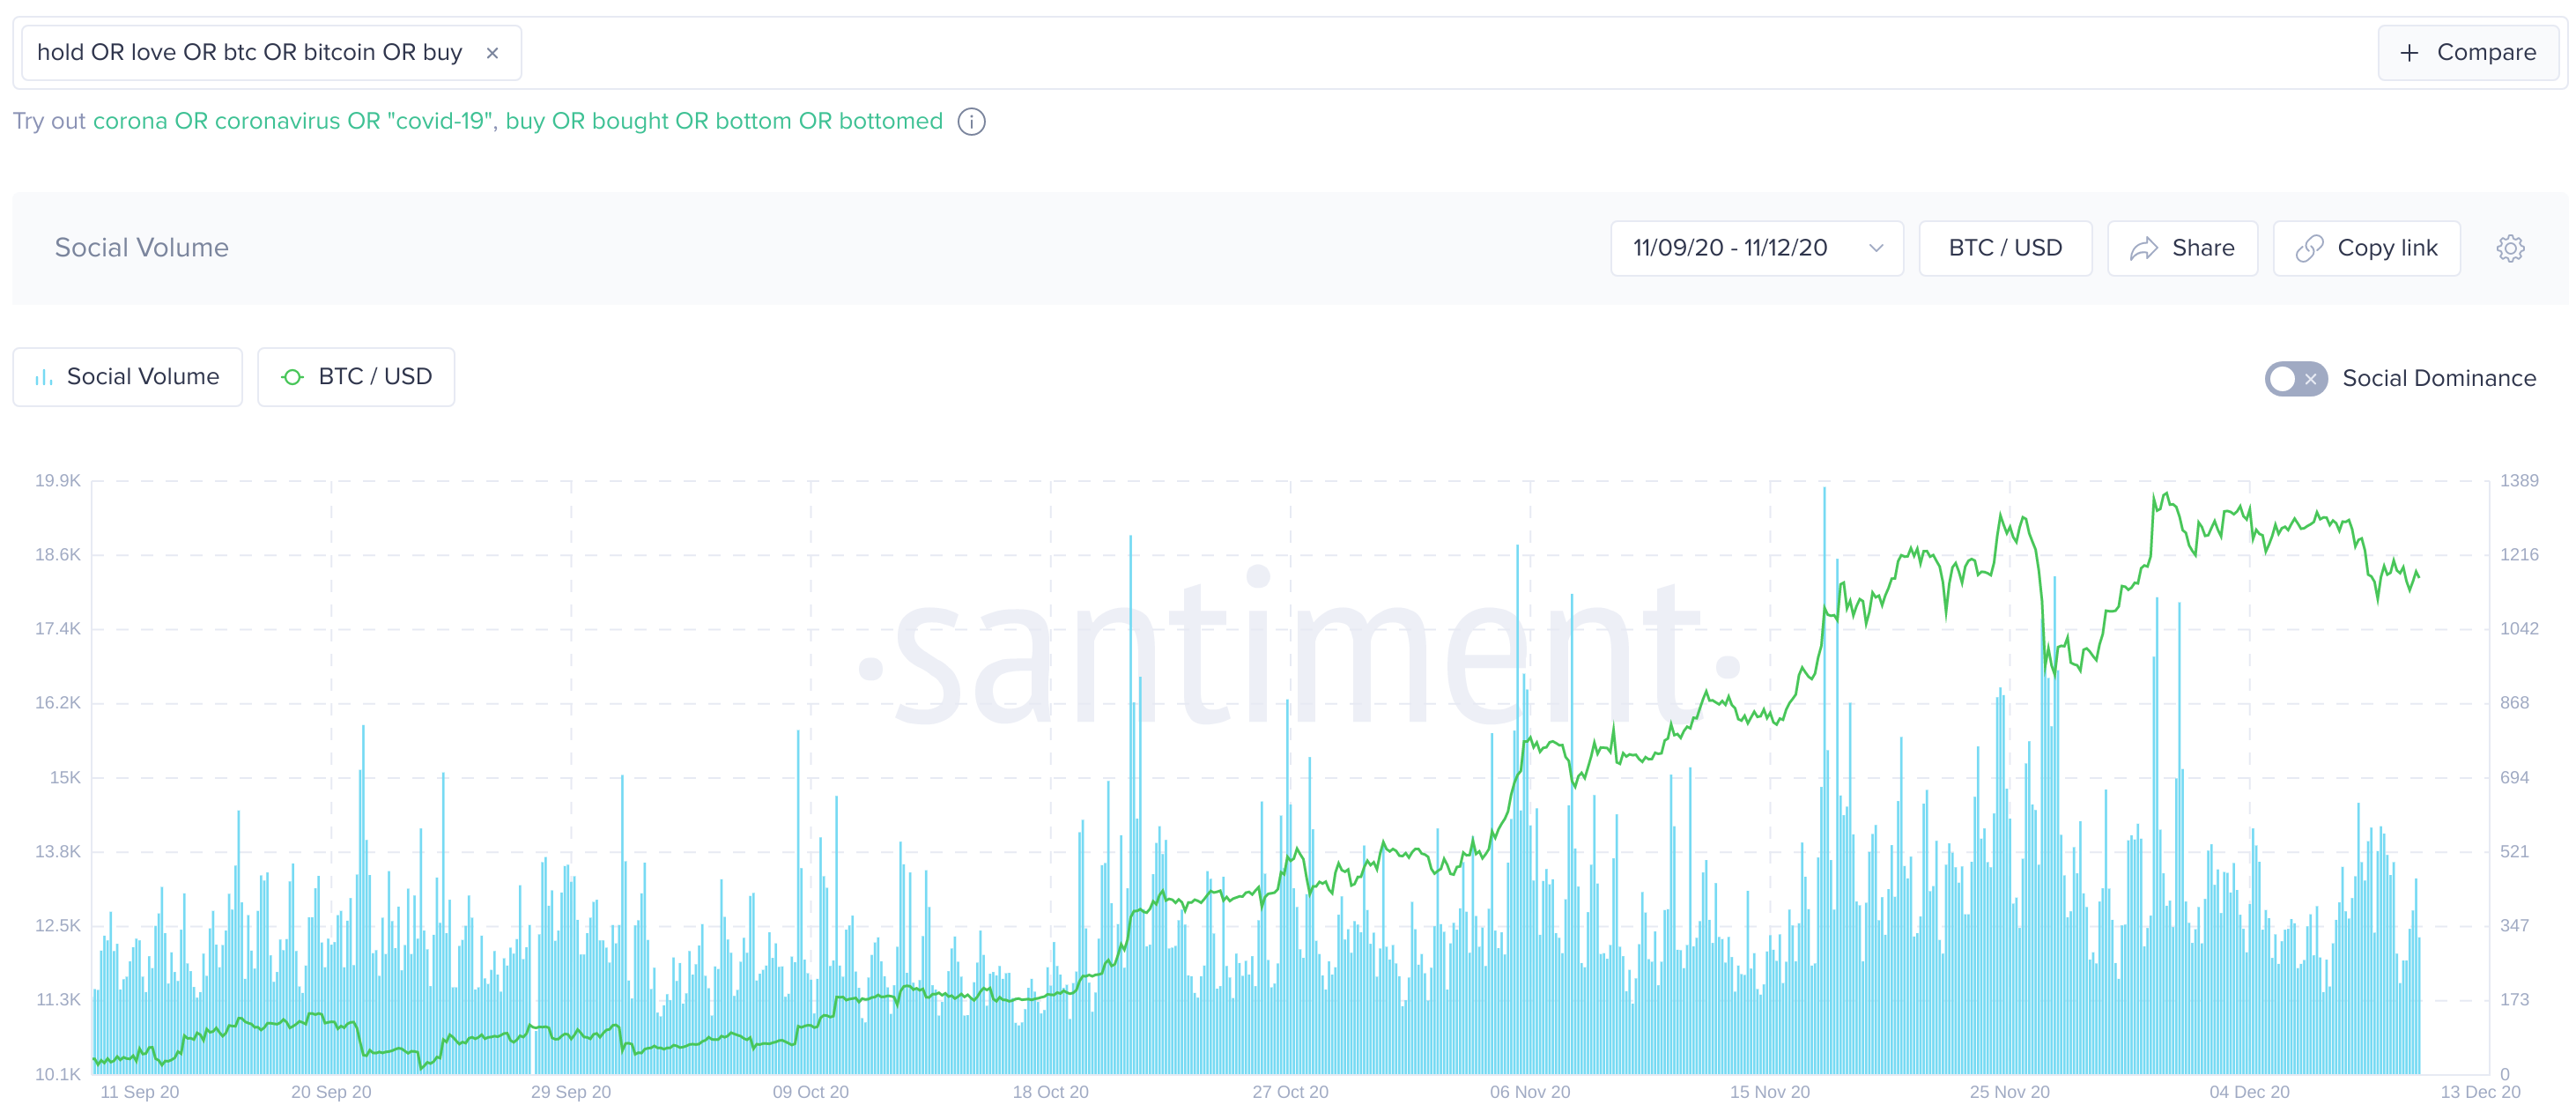 hold OR love OR btc OR bitcoin OR buy ×
+ Compare
Try out corona OR coronavirus OR "covid-19", buy OR bought OR bottom OR bottomed
Social Volume
11/09/20 - 11/12/20
BTC / USD
Share
Copy link
Social Volume
BTC / USD
Social Dominance
·santiment·
19.9K
18.6K
17.4K
16.2K
15K
13.8K
12.5K
11.3K
10.1K
1389
1216
1042
868
694
521
347
173
0
11 Sep 20
20 Sep 20
29 Sep 20
09 Oct 20
18 Oct 20
27 Oct 20
06 Nov 20
15 Nov 20
25 Nov 20
04 Dec 20
13 Dec 20